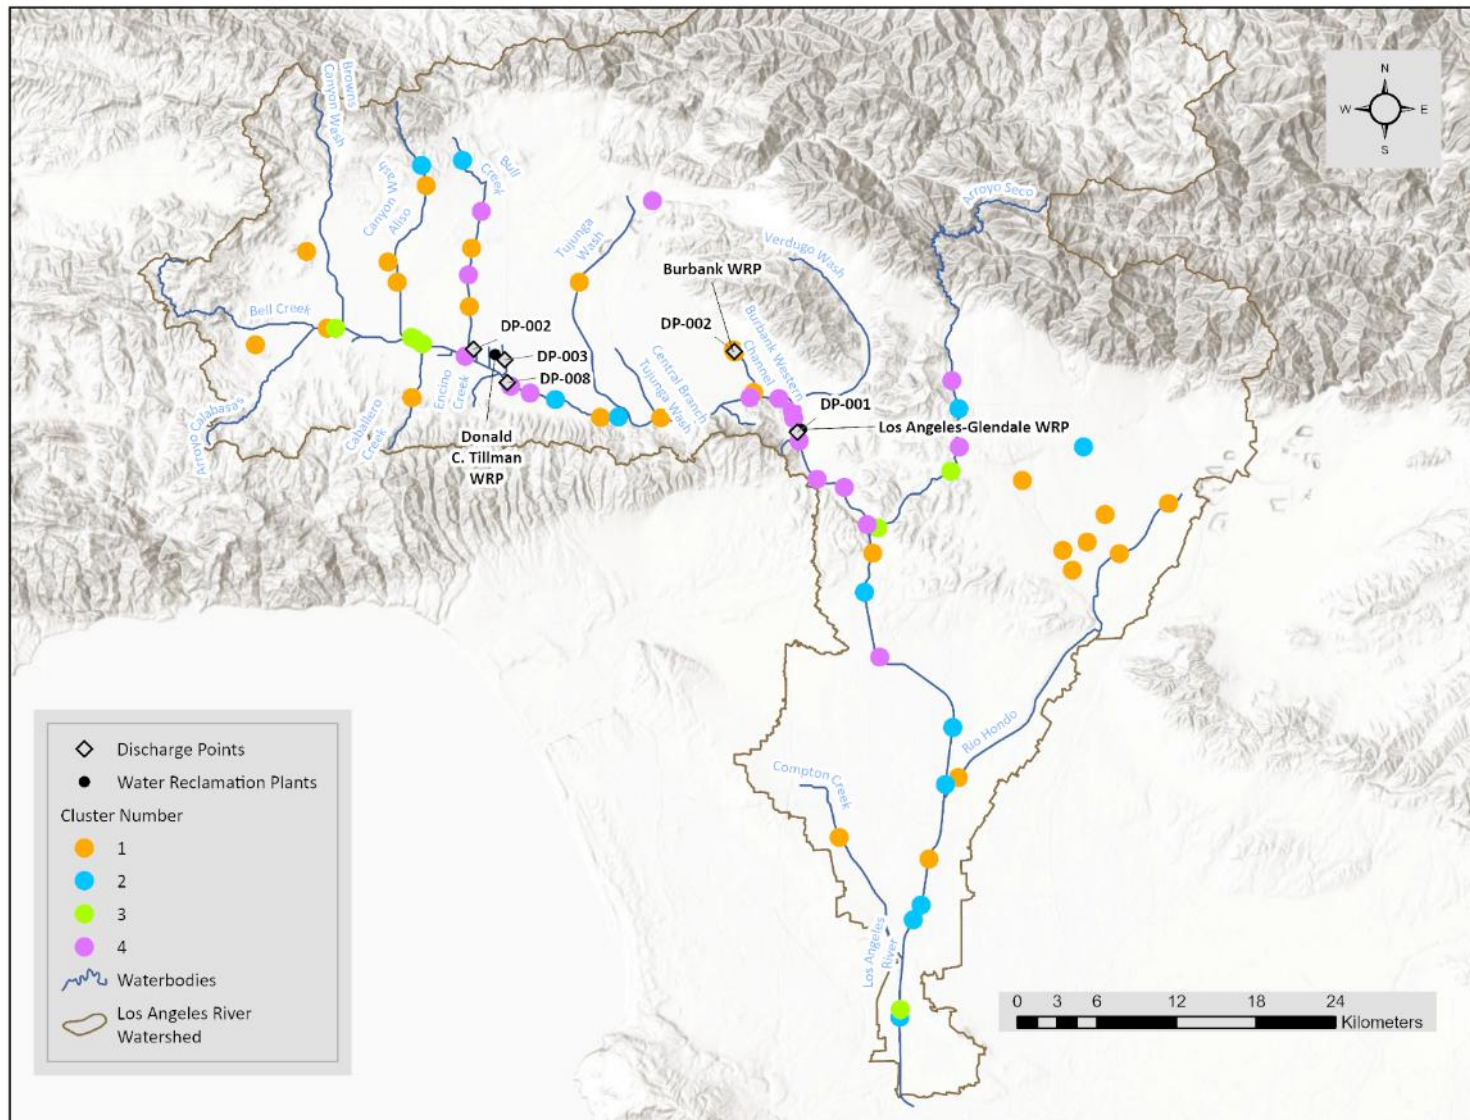 N
W
E
S
Browns
Canyon Wash
Aliso
Canyon Wash
Bull
Creek
Tujunga
Wash
Verdugo Wash
Arroyo Seco
Burbank WRP
DP-002
Burbank Western
Channel
Bell Creek
DP-002
DP-003
DP-008
Encino
Creek
Central Branch
Tujunga Wash
DP-001
Los Angeles-Glendale WRP
Arroyo Calabasas
Caballero
Creek
Donald
C. Tillman
WRP
Rio Hondo
Compton Creek
Los Angeles
River
Discharge Points
Water Reclamation Plants
Cluster Number
1
2
3
4
Waterbodies
Los Angeles River
Watershed
0 3 6 12 18 24
Kilometers